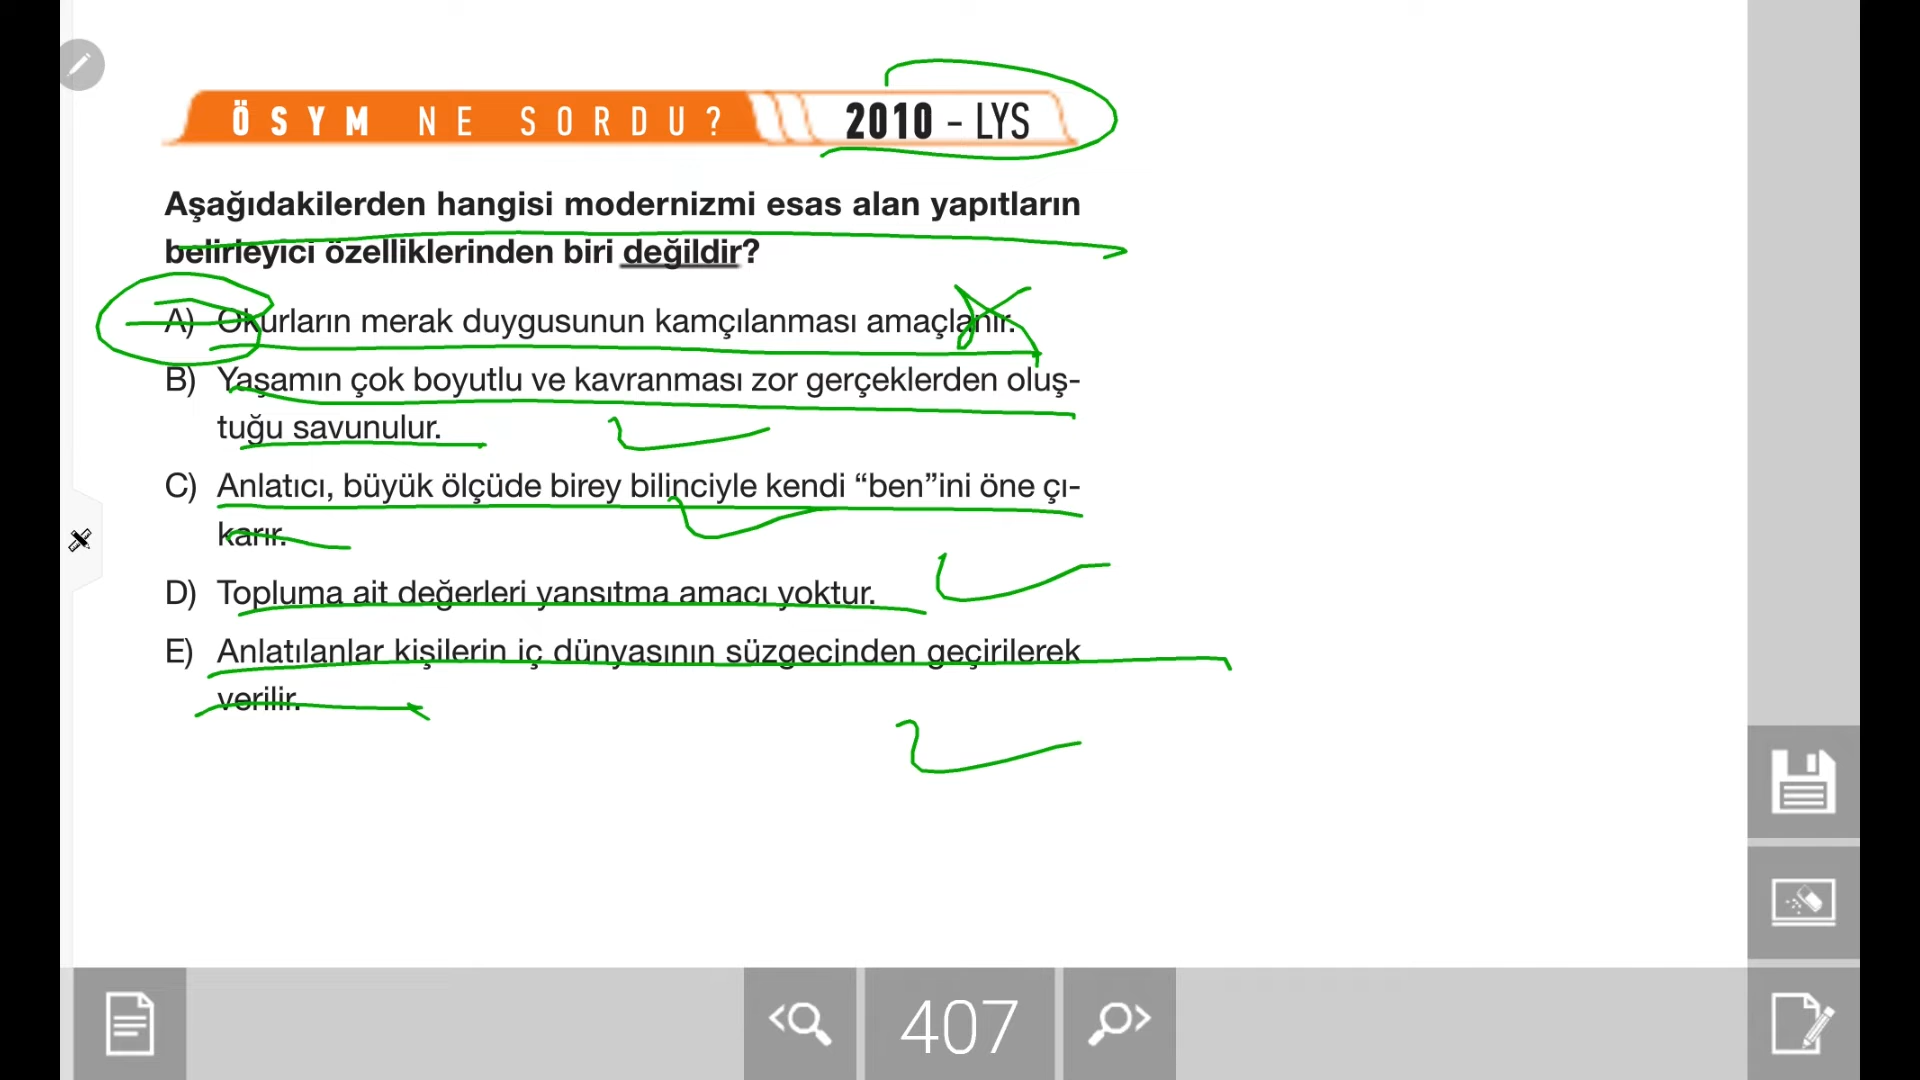 ÖSYM NE SORDU? 2010 - LYS
Aşağıdakilerden hangisi modernizmi esas alan yapıtların
belirleyici özelliklerinden biri değildir?
A) Okurların merak duygusunun kamçılanması amaçlanır.
B) Yaşamın çok boyutlu ve kavranması zor gerçeklerden oluş-
tuğu savunulur.
C) Anlatıcı, büyük ölçüde birey bilinciyle kendi “ben”ini öne çı-
karır.
D) Topluma ait değerleri yansıtma amacı yoktur.
E) Anlatılanlar kişilerin iç dünyasının süzgecinden geçirilerek
verilir.
407